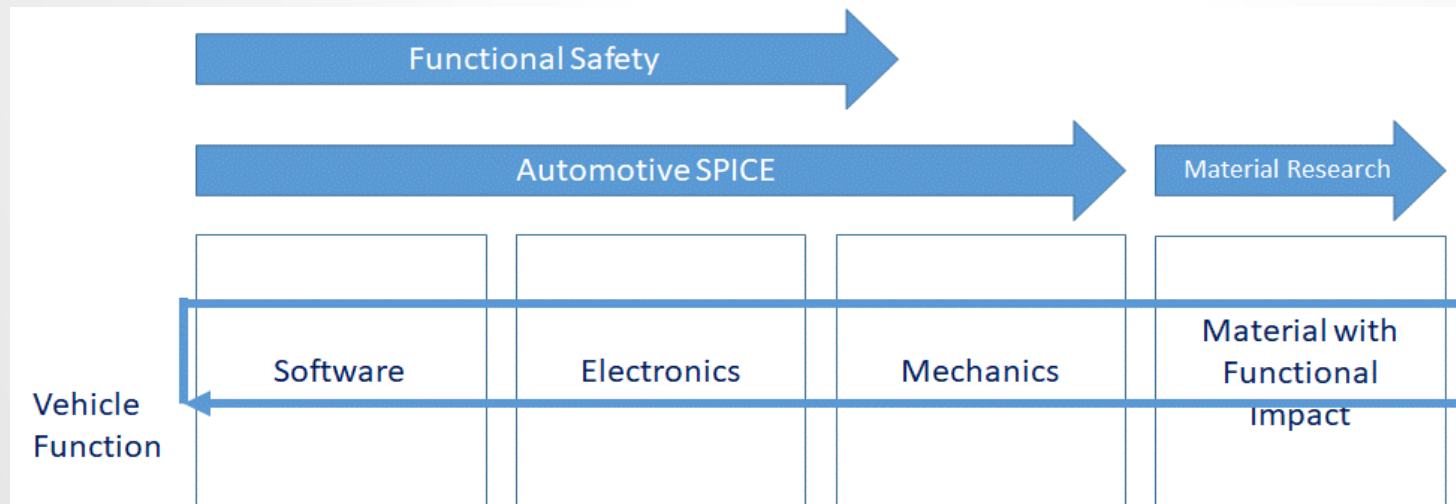 Functional Safety
Automotive SPICE
Material Research
Software
Electronics
Mechanics
Material with
Functional
Impact
Vehicle
Function